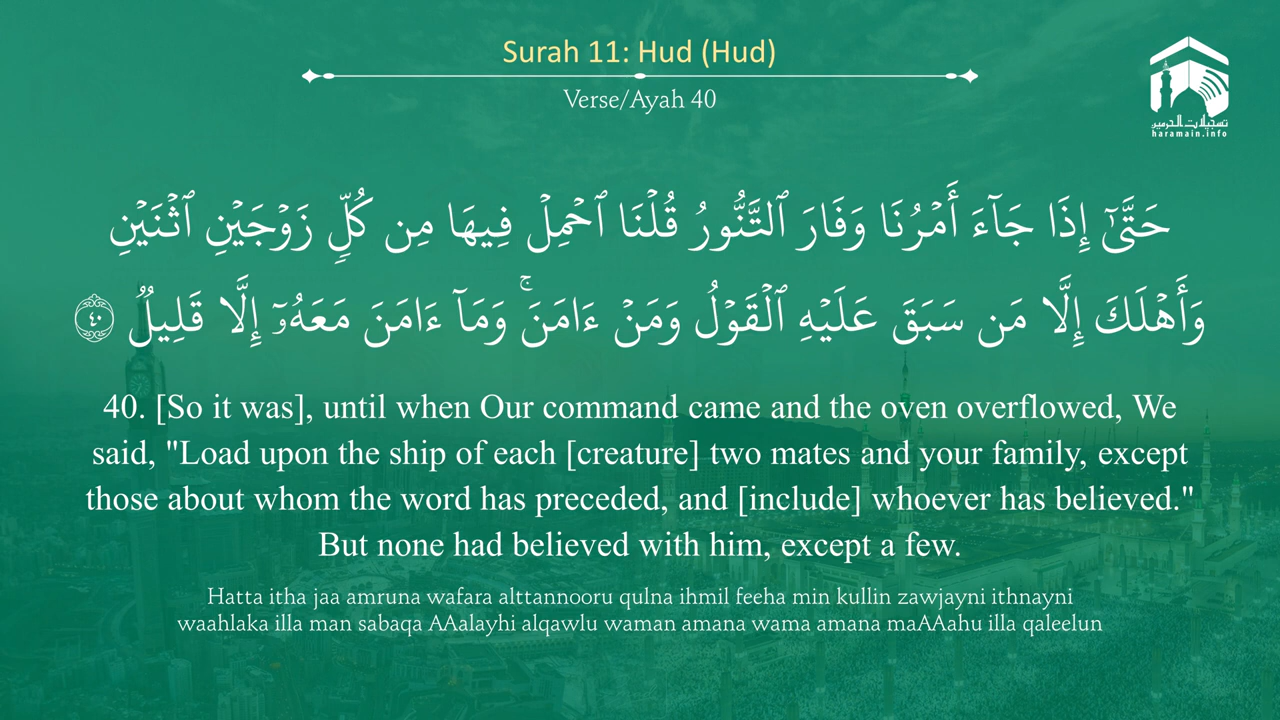 Surah 11: Hud (Hud)
Verse/Ayah 40
تسجيلات الحرمين
haramain.info
حَتَّىٰٓ إِذَا جَآءَ أَمْرُنَا وَفَارَ ٱلتَّنُّورُ قُلْنَا ٱحْمِلْ فِيهَا مِن كُلٍّ زَوْجَيْنِ ٱثْنَيْنِ
وَأَهْلَكَ إِلَّا مَن سَبَقَ عَلَيْهِ ٱلْقَوْلُ وَمَنْ ءَامَنَ ۚ وَمَآ ءَامَنَ مَعَهُۥٓ إِلَّا قَلِيلٌ ٤٠
40. [So it was], until when Our command came and the oven overflowed, We
said, "Load upon the ship of each [creature] two mates and your family, except
those about whom the word has preceded, and [include] whoever has believed."
But none had believed with him, except a few.
Hatta itha jaa amruna wafara alttannooru qulna ihmil feeha min kullin zawjayni ithnayni
waahlaka illa man sabaqa AAalayhi alqawlu waman amana wama amana maAAahu illa qaleelun